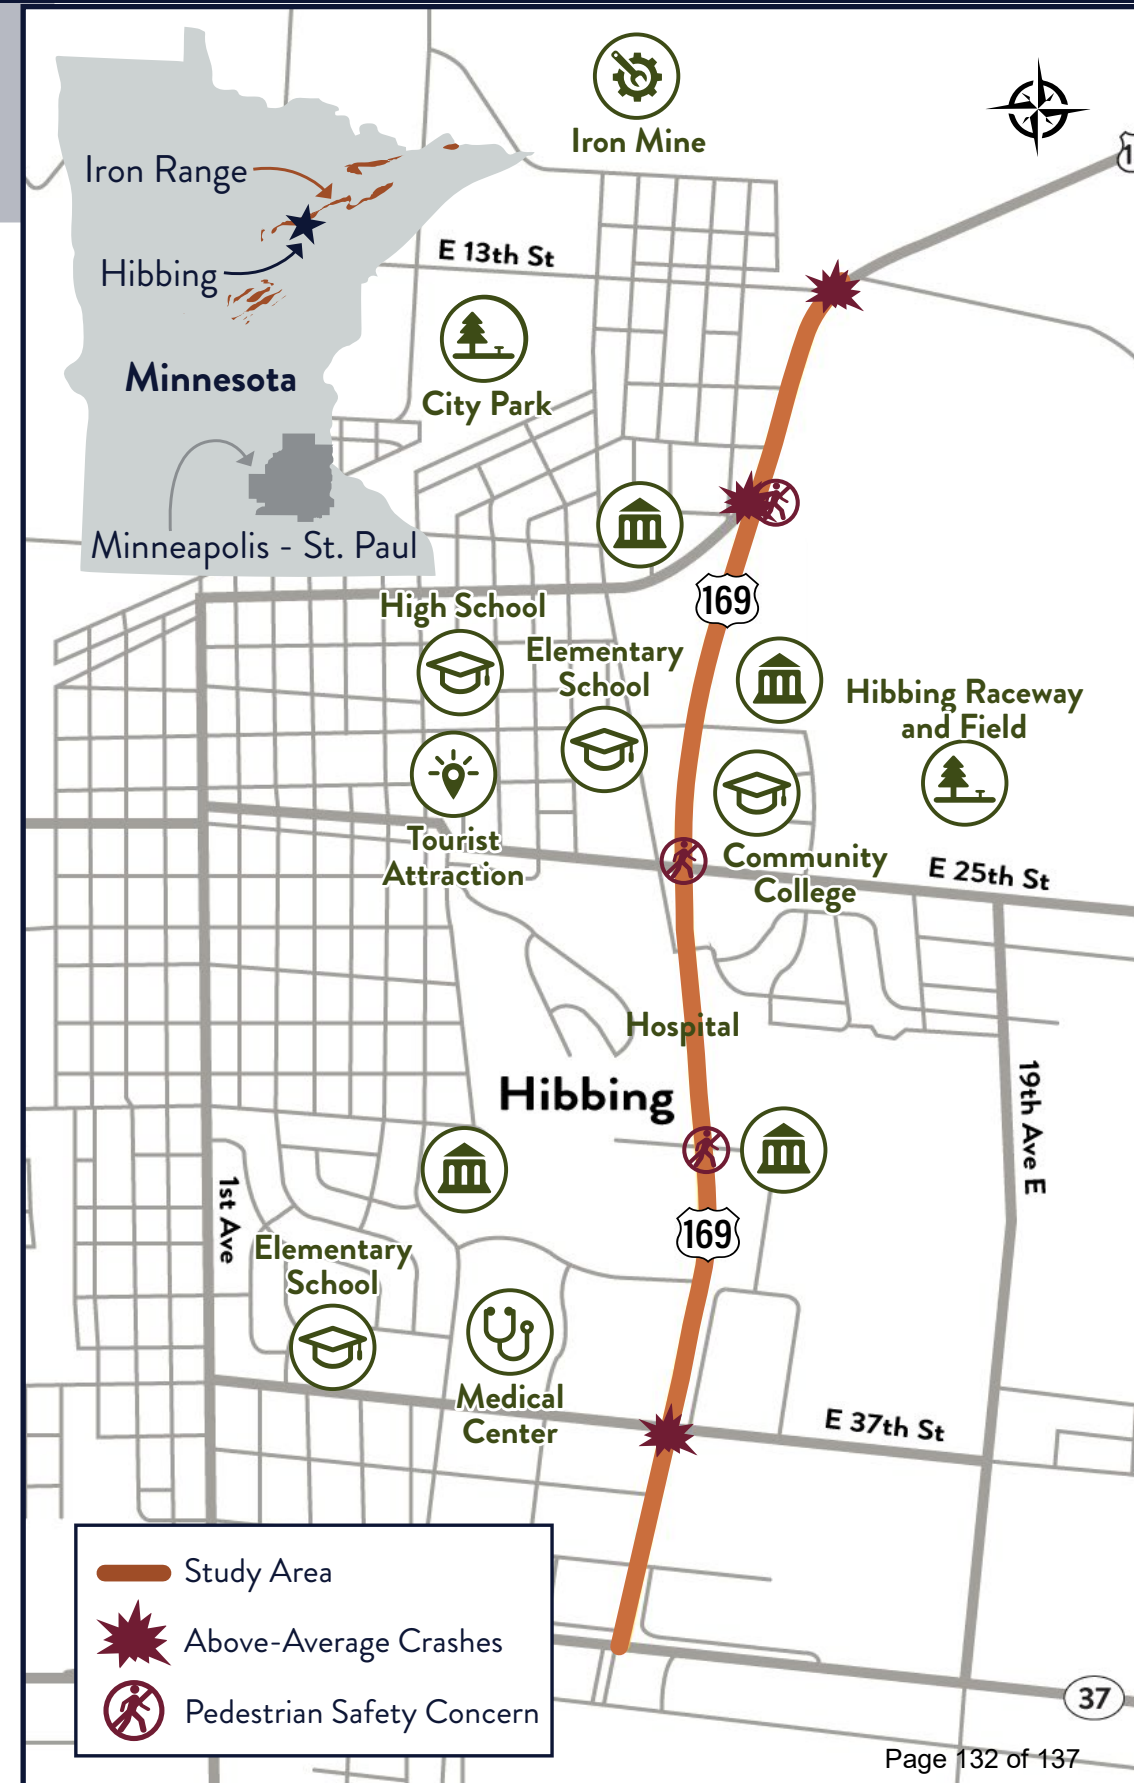 Iron Mine
1
Iron Range
E 13th St
Hibbing
Minnesota
City Park
Minneapolis - St. Paul
169
High School
Elementary
School
Hibbing Raceway
and Field
Tourist
Attraction
Community
College
E 25th St
Hospital
Hibbing
19th Ave E
1st Ave
169
Elementary
School
Medical
Center
E 37th St
Study Area
Above-Average Crashes
Pedestrian Safety Concern
37
Page 132 of 137